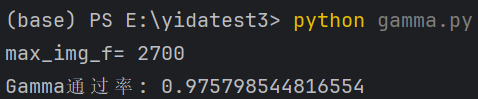 (base) PS E:\yidatest3> python gamma.py
max_img_f= 2700
Gamma通过率: 0.975798544816554